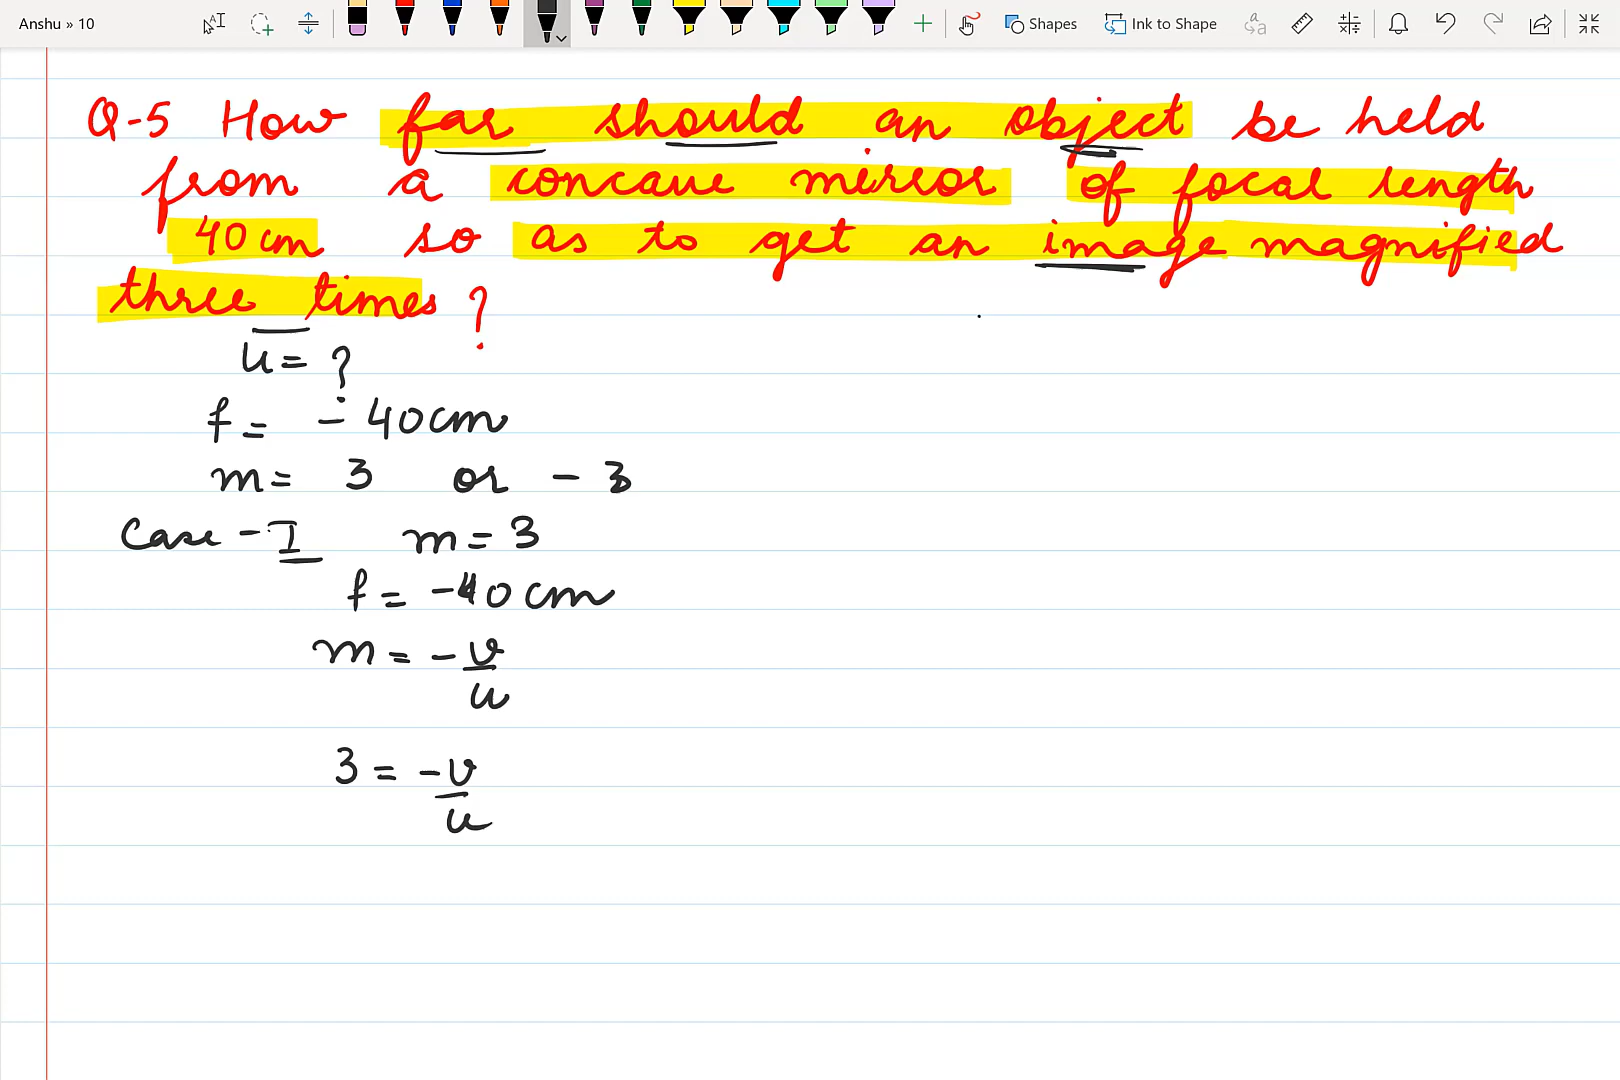 Anshu » 10
Shapes
Ink to Shape
Q-5 How far should an object be held
from a concave mirror of focal length
40 cm so as to get an image magnified
three times ?
u = ?
f = - 40 cm
m = 3 or - 3
Case - I m = 3
f = -40 cm
m = -v/u
3 = -v/u